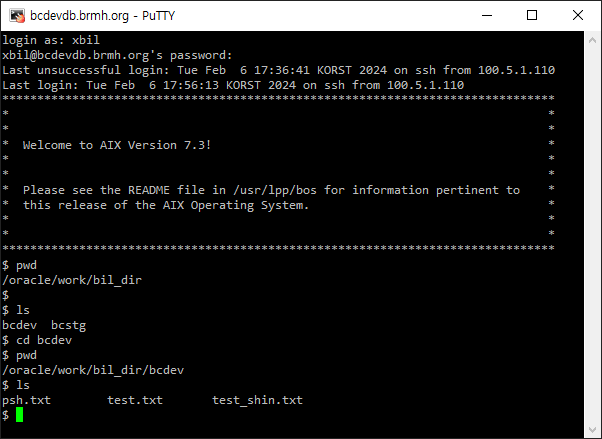 bcdevdb.brmh.org - PuTTY
login as: xbil
xbil@bcdevdb.brmh.org's password:
Last unsuccessful login: Tue Feb  6 17:36:41 KORST 2024 on ssh from 100.5.1.110
Last login: Tue Feb  6 17:56:13 KORST 2024 on ssh from 100.5.1.110
*******************************************************************************
*                                                                             *
*                                                                             *
*  Welcome to AIX Version 7.3!                                                *
*                                                                             *
*                                                                             *
*  Please see the README file in /usr/lpp/bos for information pertinent to    *
*  this release of the AIX Operating System.                                  *
*                                                                             *
*                                                                             *
*******************************************************************************
$ pwd
/oracle/work/bil_dir
$
$ ls
bcdev  bcstg
$ cd bcdev
$ pwd
/oracle/work/bil_dir/bcdev
$ ls
psh.txt        test.txt       test_shin.txt
$